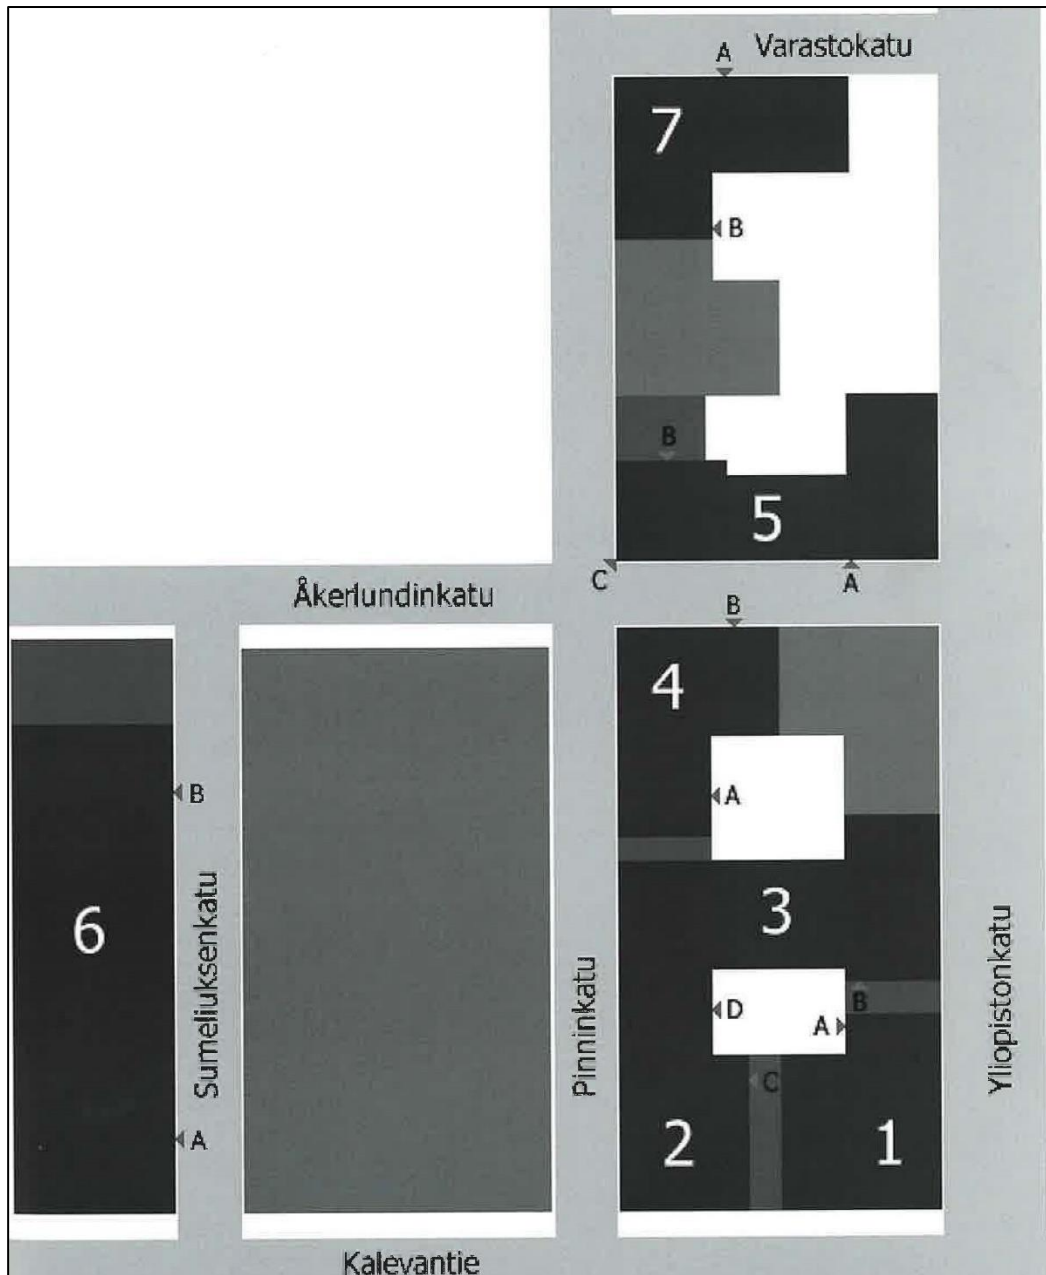 A Varastokatu
7
B
B
5
C
A
Åkerlundinkatu
B
4
B
A
6
Sumeliuksenkatu
Pinninkatu
3
Yliopistonkatu
D
B
A
C
A
2
1
Kalevantie